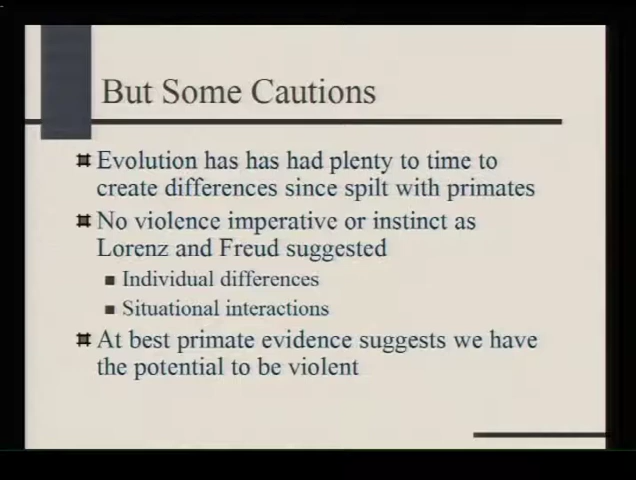 But Some Cautions
Evolution has has had plenty to time to
create differences since spilt with primates
No violence imperative or instinct as
Lorenz and Freud suggested
Individual differences
Situational interactions
At best primate evidence suggests we have
the potential to be violent